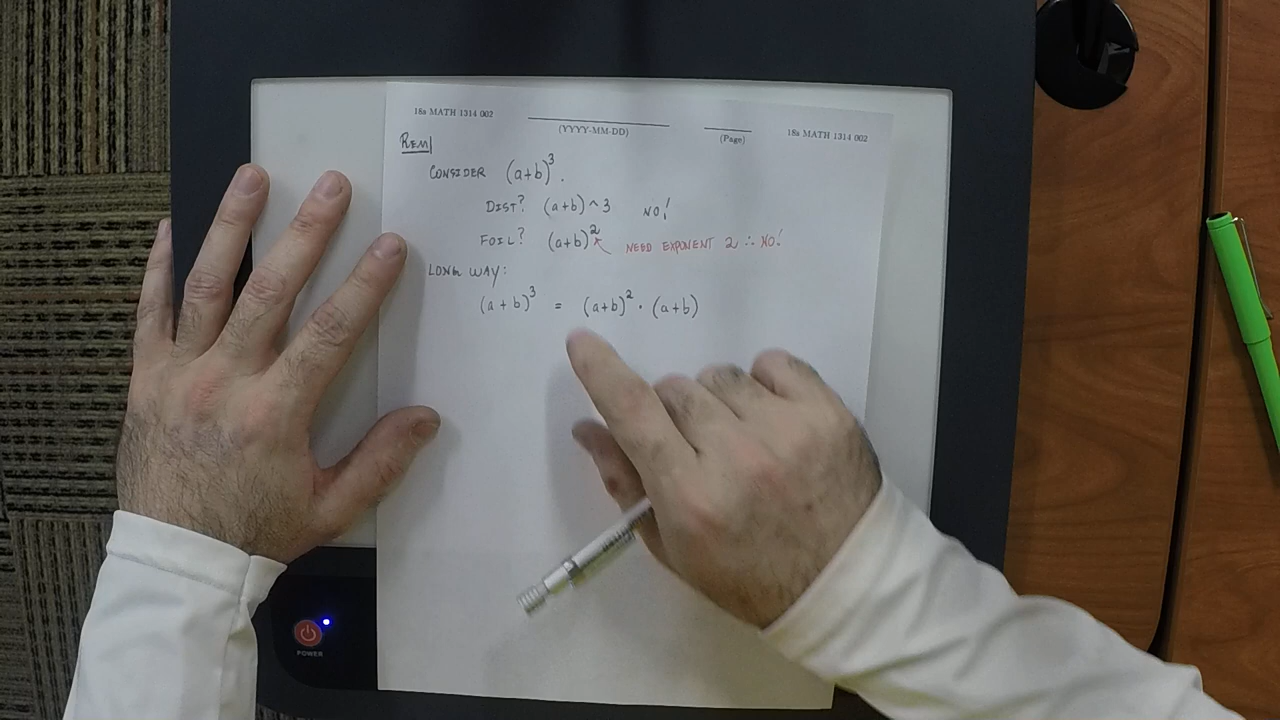 18a MATH 1314 002 (YYYY-MM-DD) (Page) 18a MATH 1314 002
REM
CONSIDER (a+b)³.
DIST? (a+b)^3 NO!
FOIL? (a+b)² NEED EXPONENT 2 ∴ NO!
LONG WAY:
(a+b)³ = (a+b)² · (a+b)
POWER